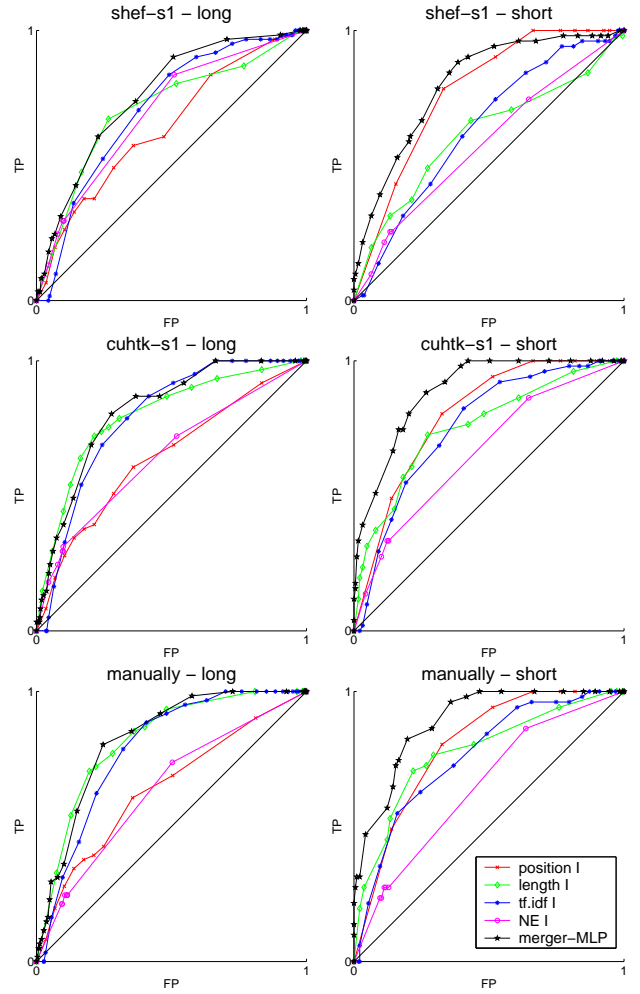 shef-s1 – long
1
TP
0
0
FP
1
shef-s1 – short
1
TP
0
0
FP
1
cuhtk-s1 – long
1
TP
0
0
FP
1
cuhtk-s1 – short
1
TP
0
0
FP
1
manually – long
1
TP
0
0
FP
1
manually – short
1
TP
0
0
FP
1
position I
length I
tf.idf I
NE I
merger-MLP